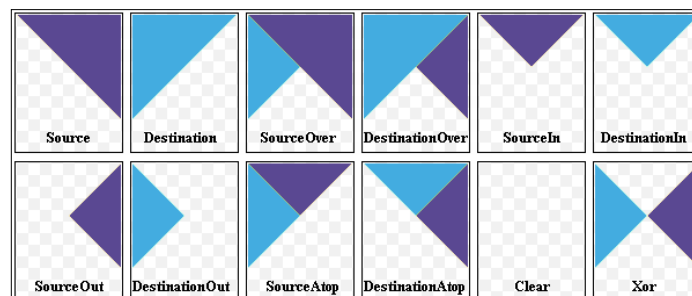 Source Destination SourceOver DestinationOver SourceIn DestinationIn
SourceOut DestinationOut SourceAtop DestinationAtop Clear Xor